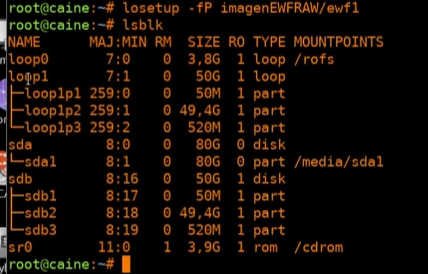 root@caine:~# losetup -fP imagenEWFRAW/ewf1
root@caine:~# lsblk
NAME MAJ:MIN RM SIZE RO TYPE MOUNTPOINTS
loop0 7:0 0 3,8G 1 loop /rofs
loop1 7:1 0 50G 1 loop
├─loop1p1 259:0 0 50M 1 part
├─loop1p2 259:1 0 49,4G 1 part
└─loop1p3 259:2 0 520M 1 part
sda 8:0 0 80G 0 disk
└─sda1 8:1 0 80G 0 part /media/sda1
sdb 8:16 0 50G 1 disk
├─sdb1 8:17 0 50M 1 part
├─sdb2 8:18 0 49,4G 1 part
└─sdb3 8:19 0 520M 1 part
sr0 11:0 1 3,9G 1 rom /cdrom
root@caine:~#